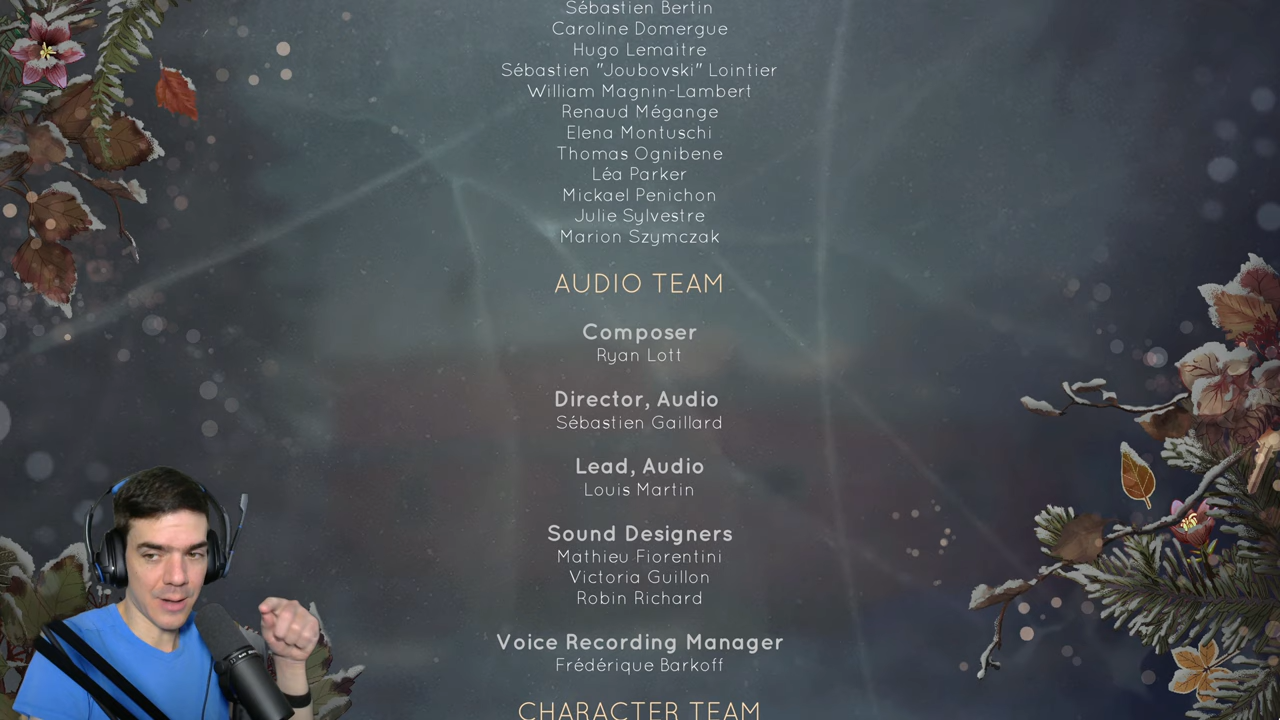 Sébastien Bertin
Caroline Domergue
Hugo Lemaitre
Sébastien "Joubovski" Lointier
William Magnin-Lambert
Renaud Mégange
Elena Montuschi
Thomas Ognibene
Léa Parker
Mickael Penichon
Julie Sylvestre
Marion Szymczak
AUDIO TEAM
Composer
Ryan Lott
Director, Audio
Sébastien Gaillard
Lead, Audio
Louis Martin
Sound Designers
Mathieu Fiorentini
Victoria Guillon
Robin Richard
Voice Recording Manager
Frédérique Barkoff
CHARACTER TEAM